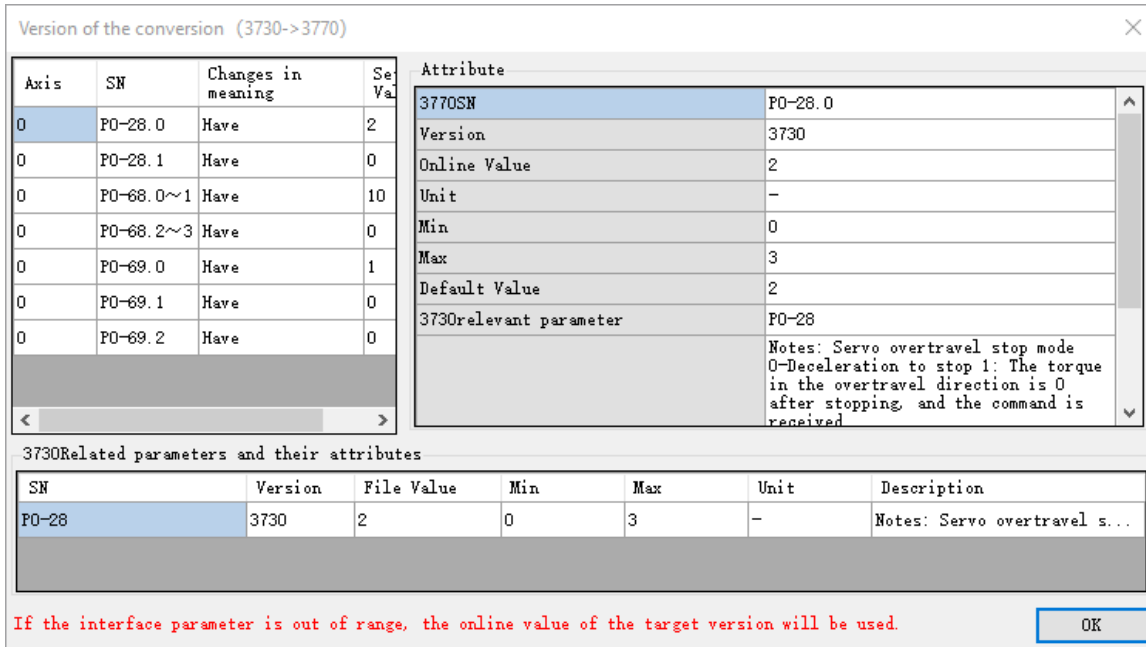 Version of the conversion (3730->3770)
Axis SN Changes in meaning Se Val
0 P0-28.0 Have 2
0 P0-28.1 Have 0
0 P0-68.0~1 Have 10
0 P0-68.2~3 Have 0
0 P0-69.0 Have 1
0 P0-69.1 Have 0
0 P0-69.2 Have 0
Attribute
3770SN P0-28.0
Version 3730
Online Value 2
Unit –
Min 0
Max 3
Default Value 2
3730relevant parameter P0-28
Notes: Servo overtravel stop mode
0-Deceleration to stop 1: The torque
in the overtravel direction is 0
after stopping, and the command is
received
3730Related parameters and their attributes
SN Version File Value Min Max Unit Description
P0-28 3730 2 0 3 – Notes: Servo overtravel s...
If the interface parameter is out of range, the online value of the target version will be used.
OK